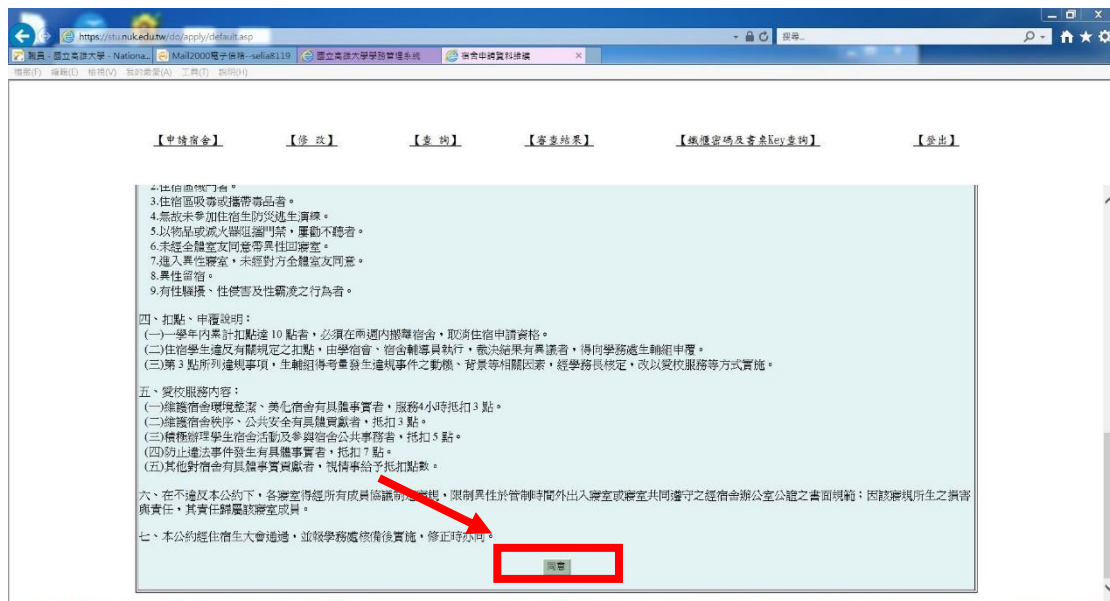 https://stu.nuk.edu.tw/do/apply/default.asp
搜尋...
職員 - 國立高雄大學 - Nationa...
Mail2000電子信箱--selia8119
國立高雄大學學務管理系統
宿舍申請資料維護
檔案(F) 編輯(E) 檢視(V) 我的最愛(A) 工具(T) 說明(H)
【申請宿舍】 【修 改】 【查 詢】 【審查結果】 【鐵櫃密碼及書桌Key查詢】 【登出】
2.住宿區械鬥者。
3.住宿區吸毒或攜帶毒品者。
4.無故未參加住宿生防災逃生演練。
5.以物品或滅火器阻擋門禁，屢勸不聽者。
6.未經全體室友同意帶異性回寢室。
7.進入異性寢室，未經對方全體室友同意。
8.異性留宿。
9.有性騷擾、性侵害及性霸凌之行為者。
四、扣點、申覆說明：
(一)一學年內累計扣點達 10 點者，必須在兩週內搬離宿舍，取消住宿申請資格。
(二)住宿學生違反有關規定之扣點，由學宿會、宿舍輔導員執行，裁決結果有異議者，得向學務處生輔組申覆。
(三)第 3 點所列違規事項，生輔組得考量發生違規事件之動機、背景等相關因素，經學務長核定，改以愛校服務等方式實施。
五、愛校服務內容：
(一)維護宿舍環境整潔、美化宿舍有具體事實者，服務4小時抵扣 3 點。
(二)維護宿舍秩序、公共安全有具體貢獻者，抵扣 3 點。
(三)積極辦理學生宿舍活動及參與宿舍公共事務者，抵扣 5 點。
(四)防止違法事件發生有具體事實者，抵扣 7 點。
(五)其他對宿舍有具體事實貢獻者，視情事給予抵扣點數。
六、在不違反本公約下，各寢室得經所有成員協議制定室規，限制異性於管制時間外出入寢室或寢室共同遵守之經宿舍辦公室公證之書面規範；因該寢規所生之損害
與責任，其責任歸屬該寢室成員。
七、本公約經住宿生大會通過，並報學務處核備後實施，修正時亦同。
同意